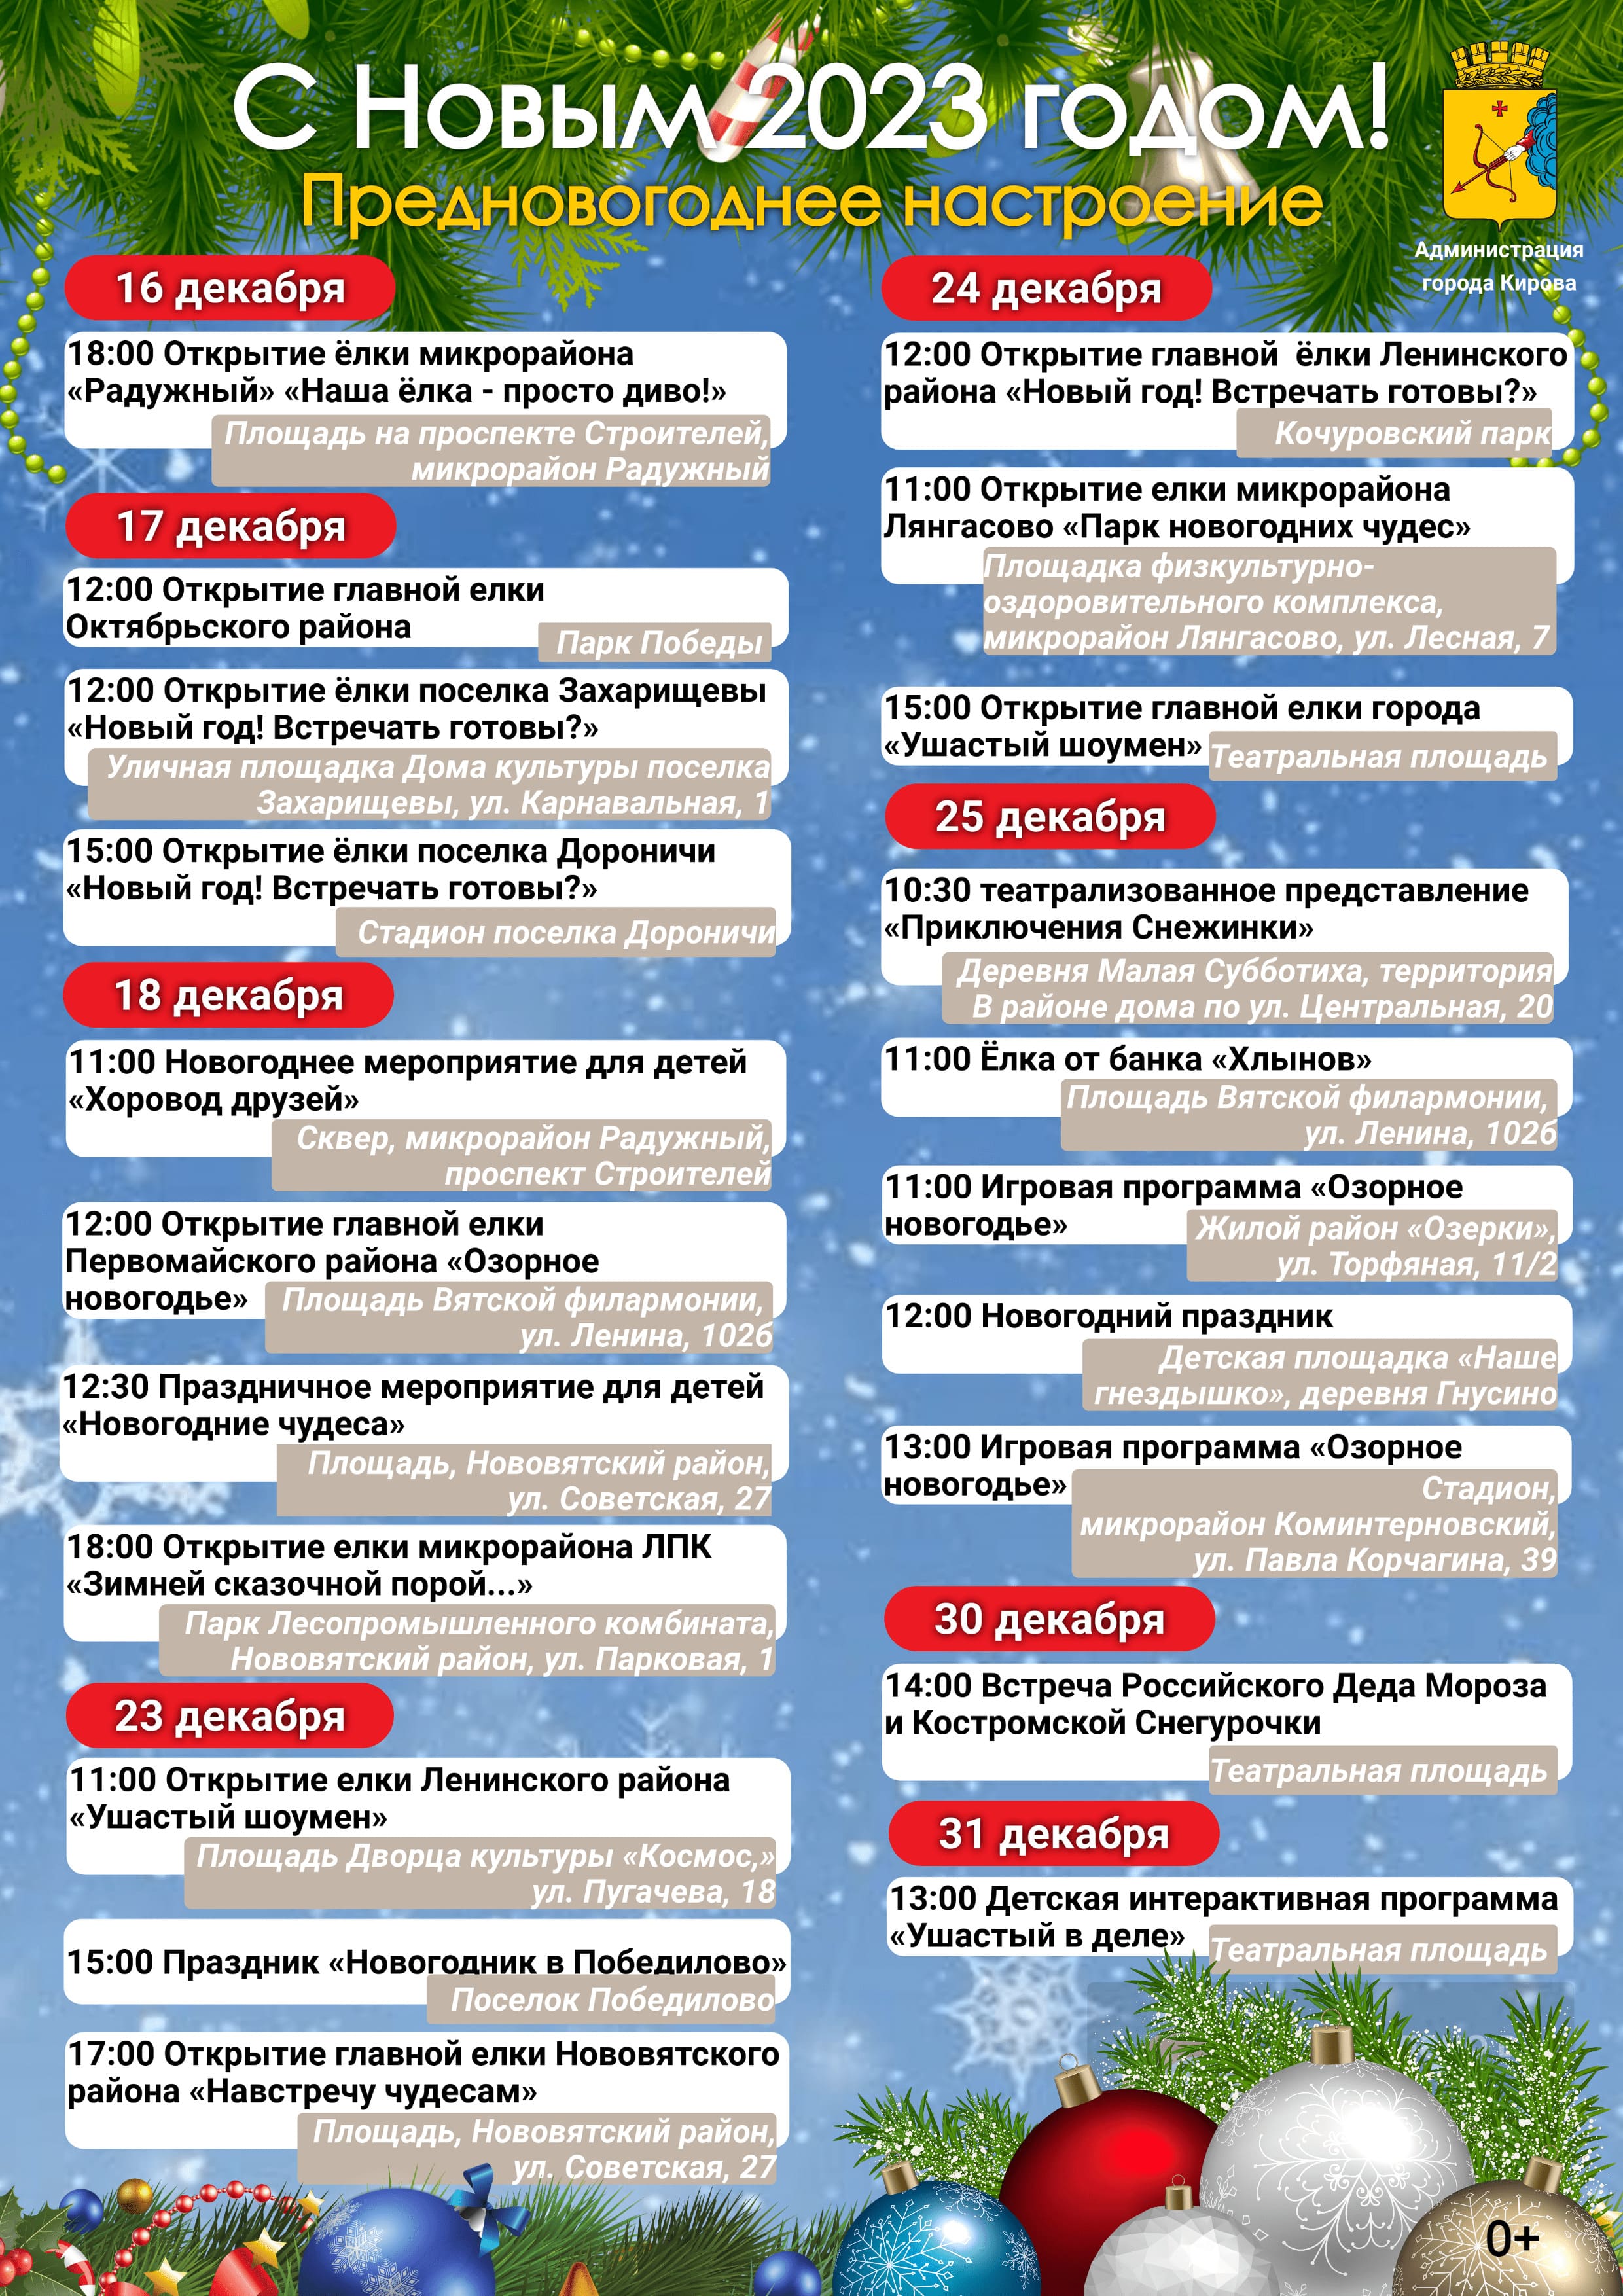 С Новым 2023 годом!
Предновогоднее настроение
Администрация
города Кирова
16 декабря
18:00 Открытие ёлки микрорайона
«Радужный» «Наша ёлка - просто диво!»
Площадь на проспекте Строителей,
микрорайон Радужный
17 декабря
12:00 Открытие главной елки
Октябрьского района
Парк Победы
12:00 Открытие ёлки поселка Захарищевы
«Новый год! Встречать готовы?»
Уличная площадка Дома культуры поселка
Захарищевы, ул. Карнавальная, 1
15:00 Открытие ёлки поселка Дороничи
«Новый год! Встречать готовы?»
Стадион поселка Дороничи
18 декабря
11:00 Новогоднее мероприятие для детей
«Хоровод друзей»
Сквер, микрорайон Радужный,
проспект Строителей
12:00 Открытие главной елки
Первомайского района «Озорное
новогодье»
Площадь Вятской филармонии,
ул. Ленина, 102б
12:30 Праздничное мероприятие для детей
«Новогодние чудеса»
Площадь, Нововятский район,
ул. Советская, 27
18:00 Открытие елки микрорайона ЛПК
«Зимней сказочной порой...»
Парк Лесопромышленного комбината,
Нововятский район, ул. Парковая, 1
23 декабря
11:00 Открытие елки Ленинского района
«Ушастый шоумен»
Площадь Дворца культуры «Космос,»
ул. Пугачева, 18
15:00 Праздник «Новогодник в Победилово»
Поселок Победилово
17:00 Открытие главной елки Нововятского
района «Навстречу чудесам»
Площадь, Нововятский район,
ул. Советская, 27
24 декабря
12:00 Открытие главной ёлки Ленинского
района «Новый год! Встречать готовы?»
Кочуровский парк
11:00 Открытие елки микрорайона
Лянгасово «Парк новогодних чудес»
Площадка физкультурно-
оздоровительного комплекса,
микрорайон Лянгасово, ул. Лесная, 7
15:00 Открытие главной елки города
«Ушастый шоумен»
Театральная площадь
25 декабря
10:30 театрализованное представление
«Приключения Снежинки»
Деревня Малая Субботиха, территория
В районе дома по ул. Центральная, 20
11:00 Ёлка от банка «Хлынов»
Площадь Вятской филармонии,
ул. Ленина, 102б
11:00 Игровая программа «Озорное
новогодье»
Жилой район «Озерки»,
ул. Торфяная, 11/2
12:00 Новогодний праздник
Детская площадка «Наше
гнездышко», деревня Гнусино
13:00 Игровая программа «Озорное
новогодье»
Стадион,
микрорайон Коминтерновский,
ул. Павла Корчагина, 39
30 декабря
14:00 Встреча Российского Деда Мороза
и Костромской Снегурочки
Театральная площадь
31 декабря
13:00 Детская интерактивная программа
«Ушастый в деле»
Театральная площадь
0+